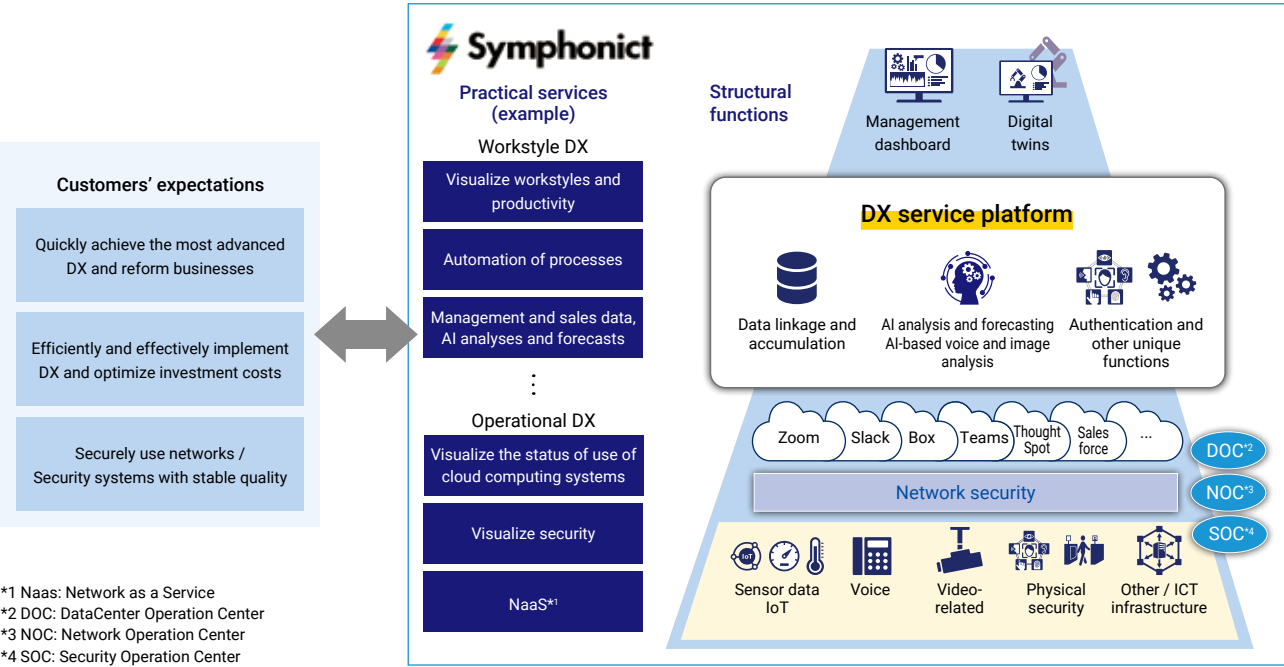 Symphonict
Customers’ expectations
Quickly achieve the most advanced
DX and reform businesses
Efficiently and effectively implement
DX and optimize investment costs
Securely use networks /
Security systems with stable quality
Practical services
(example)
Workstyle DX
Visualize workstyles and
productivity
Automation of processes
Management and sales data,
AI analyses and forecasts
⋮
Operational DX
Visualize the status of use of
cloud computing systems
Visualize security
NaaS*1
Structural
functions
Management
dashboard
Digital
twins
DX service platform
Data linkage and
accumulation
AI analysis and forecasting
AI-based voice and image
analysis
Authentication and
other unique
functions
Zoom
Slack
Box
Teams
Thought
Spot
Sales
force
...
Network security
DOC*2
NOC*3
SOC*4
IoT
Sensor data
IoT
Voice
Video-
related
Physical
security
Other / ICT
infrastructure
*1 Naas: Network as a Service
*2 DOC: DataCenter Operation Center
*3 NOC: Network Operation Center
*4 SOC: Security Operation Center